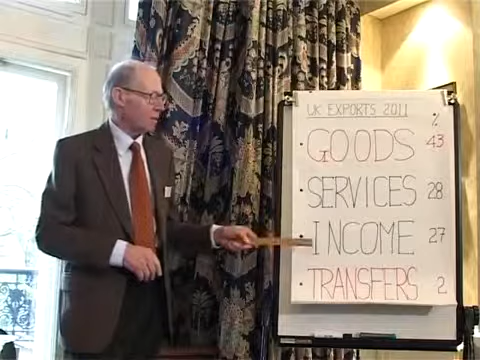 UK EXPORTS 2011 %
GOODS 43
SERVICES 28
INCOME 27
TRANSFERS 2